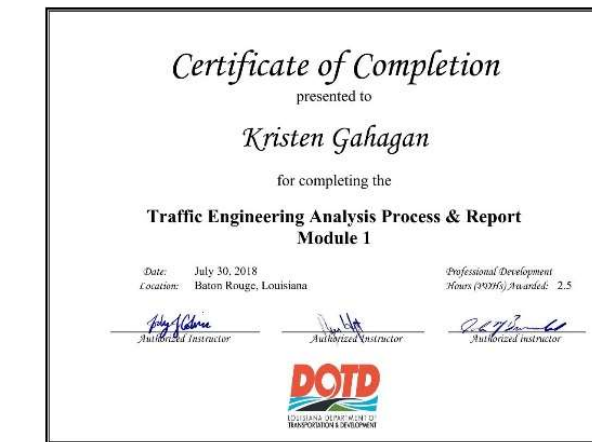 Certificate of Completion
presented to
Kristen Gahagan
for completing the
Traffic Engineering Analysis Process & Report
Module 1
Date: July 30, 2018
Location: Baton Rouge, Louisiana
Professional Development
Hours (PDHs) Awarded: 2.5
Authorized Instructor
Authorized Instructor
Authorized instructor
DOTD
LOUISIANA DEPARTMENT OF
TRANSPORTATION & DEVELOPMENT